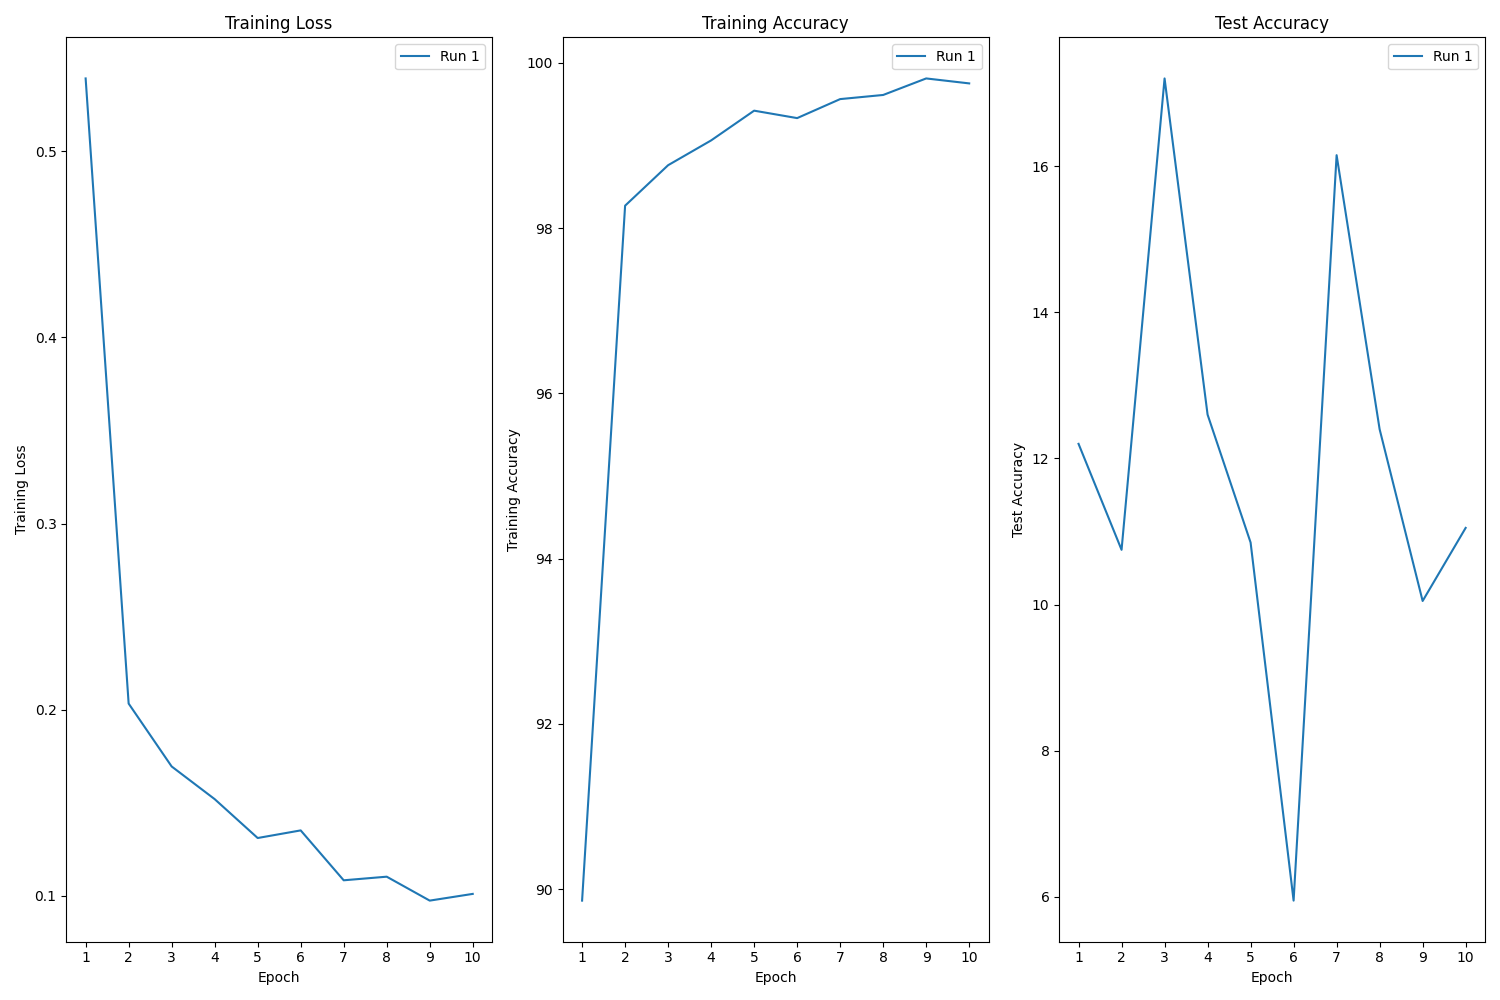 Training Loss
Run 1
0.5
0.4
0.3
0.2
0.1
Training Loss
1 2 3 4 5 6 7 8 9 10
Epoch
Training Accuracy
Run 1
100
98
96
94
92
90
Training Accuracy
1 2 3 4 5 6 7 8 9 10
Epoch
Test Accuracy
Run 1
16
14
12
10
8
6
Test Accuracy
1 2 3 4 5 6 7 8 9 10
Epoch